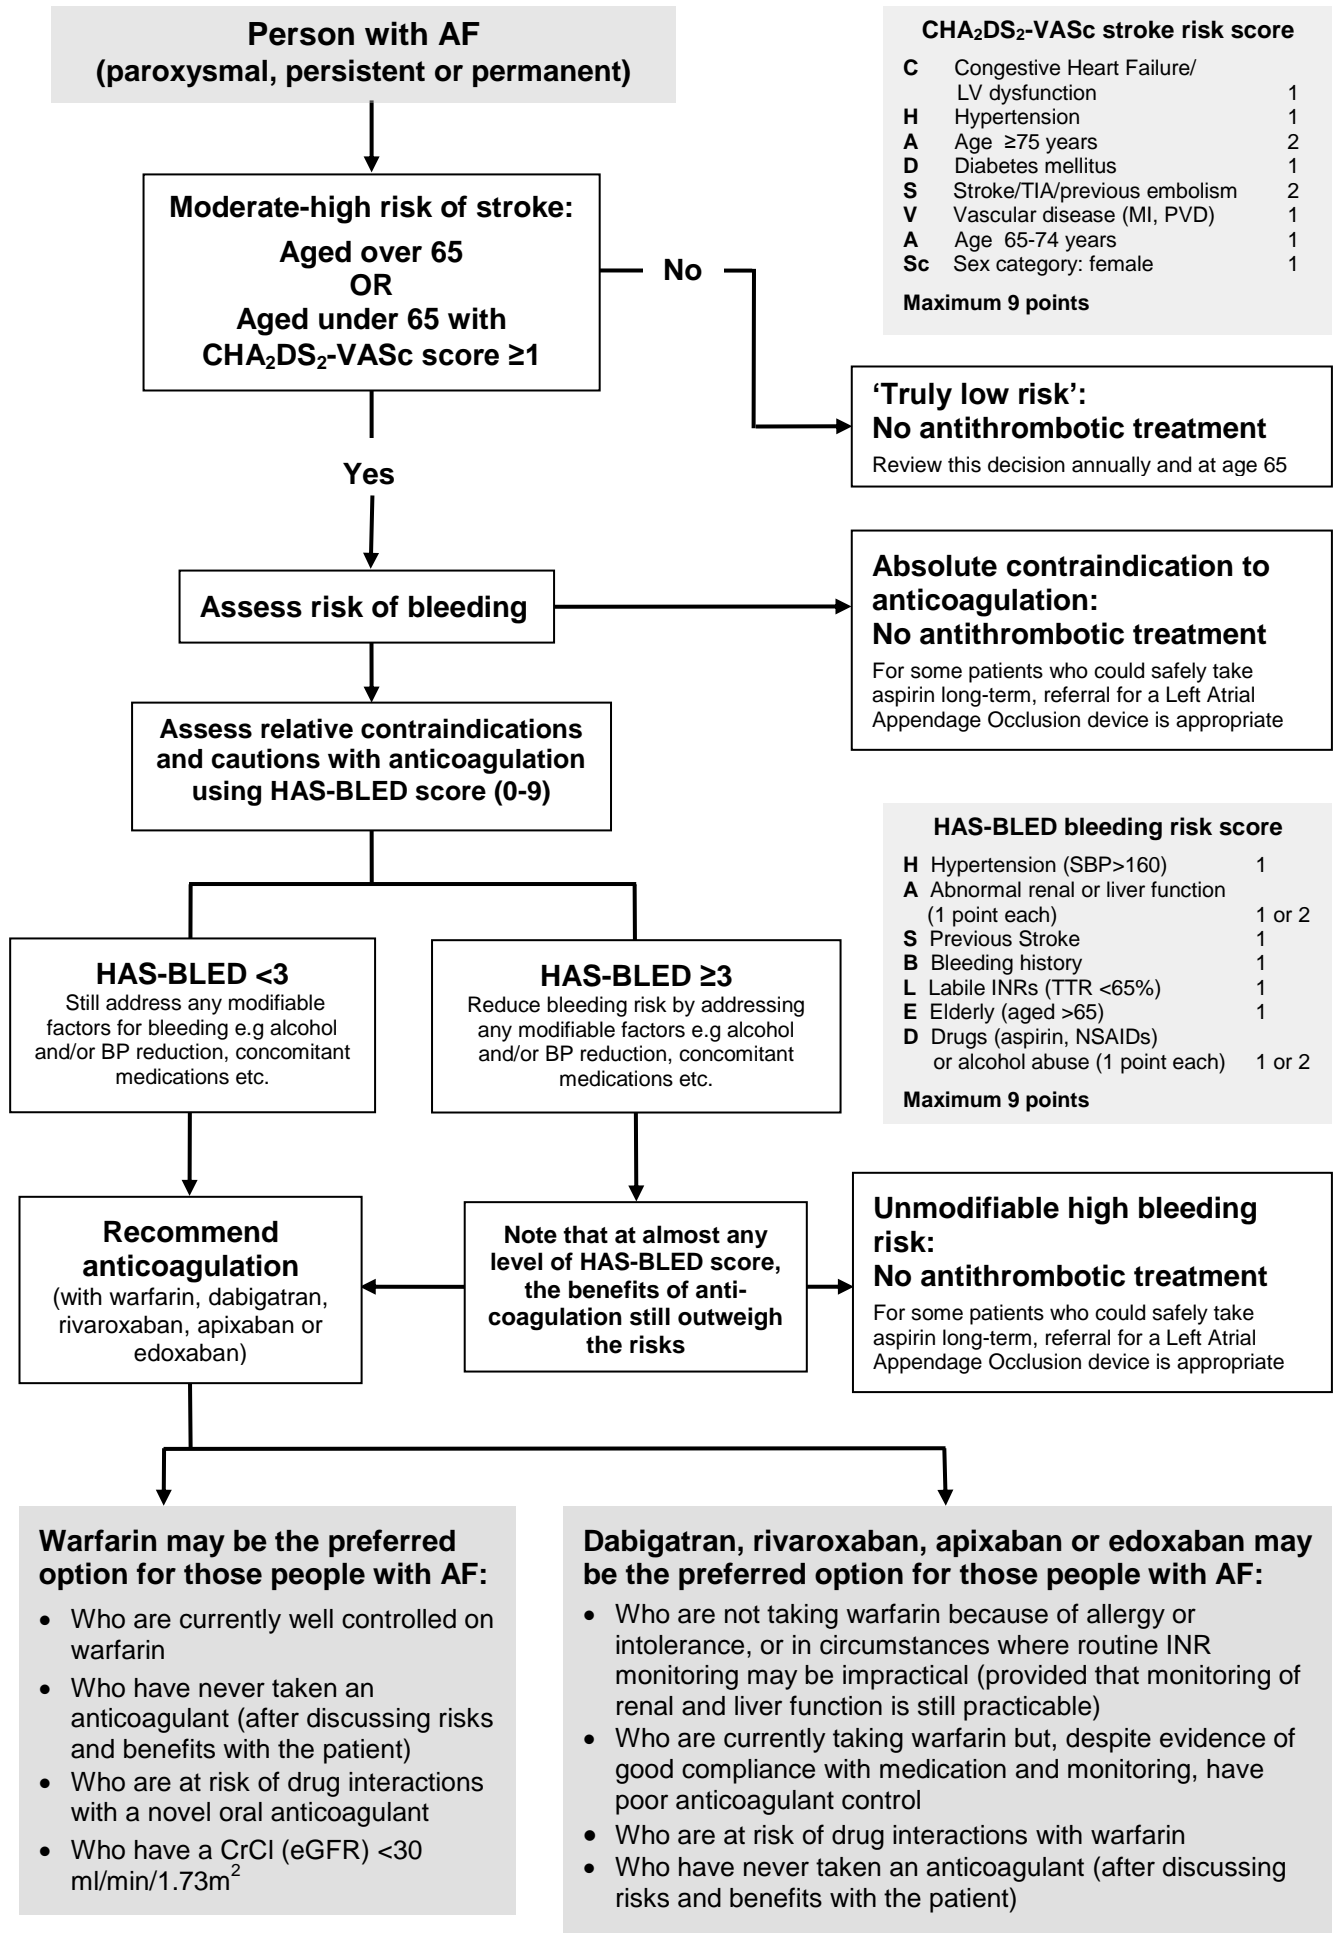 Person with AF
(paroxysmal, persistent or permanent)
CHA₂DS₂-VASc stroke risk score
C Congestive Heart Failure/
LV dysfunction 1
H Hypertension 1
A Age ≥75 years 2
D Diabetes mellitus 1
S Stroke/TIA/previous embolism 2
V Vascular disease (MI, PVD) 1
A Age 65-74 years 1
Sc Sex category: female 1
Maximum 9 points
Moderate-high risk of stroke:
Aged over 65
OR
Aged under 65 with
CHA₂DS₂-VASc score ≥1
No
‘Truly low risk’:
No antithrombotic treatment
Review this decision annually and at age 65
Yes
Assess risk of bleeding
Absolute contraindication to
anticoagulation:
No antithrombotic treatment
For some patients who could safely take
aspirin long-term, referral for a Left Atrial
Appendage Occlusion device is appropriate
Assess relative contraindications
and cautions with anticoagulation
using HAS-BLED score (0-9)
HAS-BLED bleeding risk score
H Hypertension (SBP>160) 1
A Abnormal renal or liver function
(1 point each) 1 or 2
S Previous Stroke 1
B Bleeding history 1
L Labile INRs (TTR <65%) 1
E Elderly (aged >65) 1
D Drugs (aspirin, NSAIDs)
or alcohol abuse (1 point each) 1 or 2
Maximum 9 points
HAS-BLED <3
Still address any modifiable
factors for bleeding e.g alcohol
and/or BP reduction, concomitant
medications etc.
HAS-BLED ≥3
Reduce bleeding risk by addressing
any modifiable factors e.g alcohol
and/or BP reduction, concomitant
medications etc.
Recommend
anticoagulation
(with warfarin, dabigatran,
rivaroxaban, apixaban or
edoxaban)
Note that at almost any
level of HAS-BLED score,
the benefits of anti-
coagulation still outweigh
the risks
Unmodifiable high bleeding
risk:
No antithrombotic treatment
For some patients who could safely take
aspirin long-term, referral for a Left Atrial
Appendage Occlusion device is appropriate
Warfarin may be the preferred
option for those people with AF:
• Who are currently well controlled on
warfarin
• Who have never taken an
anticoagulant (after discussing risks
and benefits with the patient)
• Who are at risk of drug interactions
with a novel oral anticoagulant
• Who have a CrCl (eGFR) <30
ml/min/1.73m²
Dabigatran, rivaroxaban, apixaban or edoxaban may
be the preferred option for those people with AF:
• Who are not taking warfarin because of allergy or
intolerance, or in circumstances where routine INR
monitoring may be impractical (provided that monitoring of
renal and liver function is still practicable)
• Who are currently taking warfarin but, despite evidence of
good compliance with medication and monitoring, have
poor anticoagulant control
• Who are at risk of drug interactions with warfarin
• Who have never taken an anticoagulant (after discussing
risks and benefits with the patient)